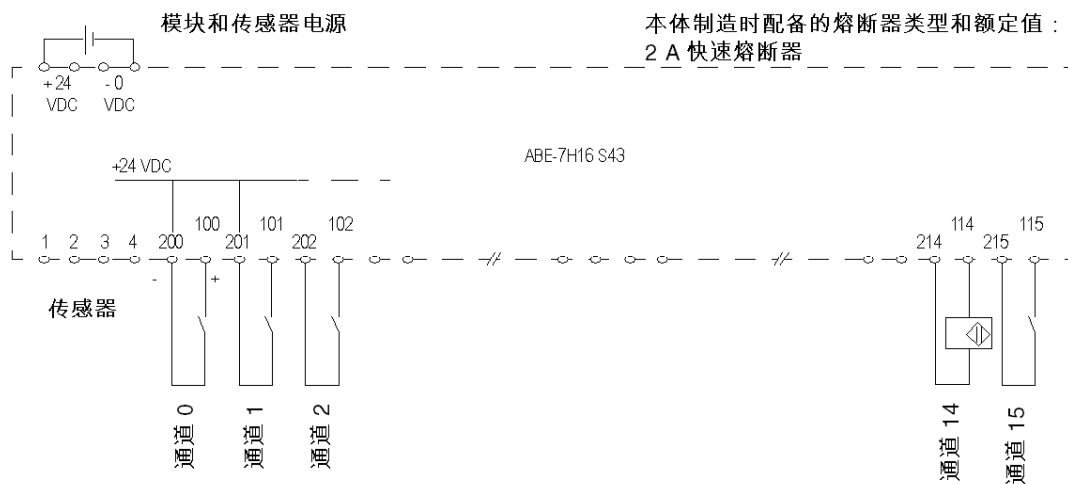 模块和传感器电源
本体制造时配备的熔断器类型和额定值：
2 A 快速熔断器
+24 VDC
- 0 VDC
ABE-7H16 S43
+24 VDC
1 2 3 4 200 100 201 101 202 102 214 114 215 115
- +
传感器
通道 0
通道 1
通道 2
通道 14
通道 15